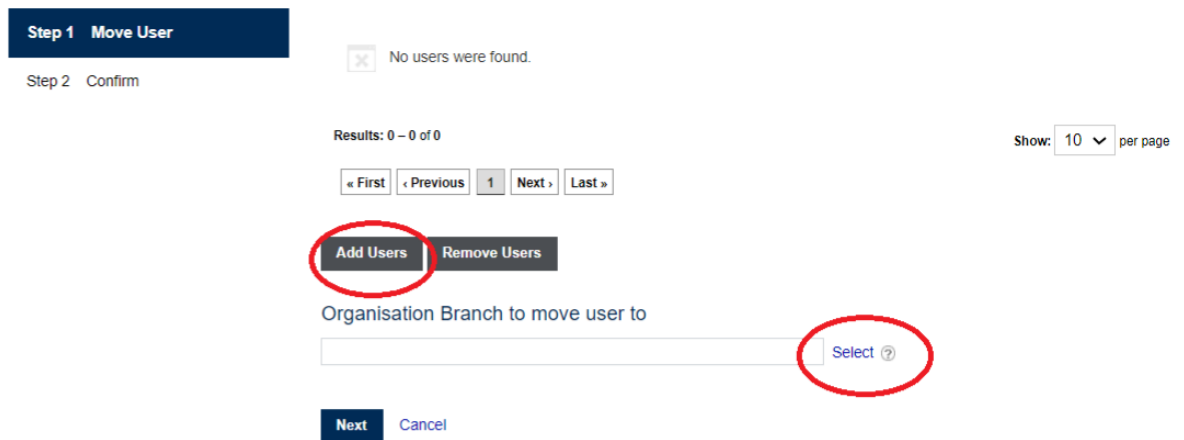 Step 1 Move User
Step 2 Confirm
No users were found.
Results: 0 – 0 of 0
Show: 10 per page
« First ‹ Previous 1 Next › Last »
Add Users Remove Users
Organisation Branch to move user to
Select ?
Next Cancel